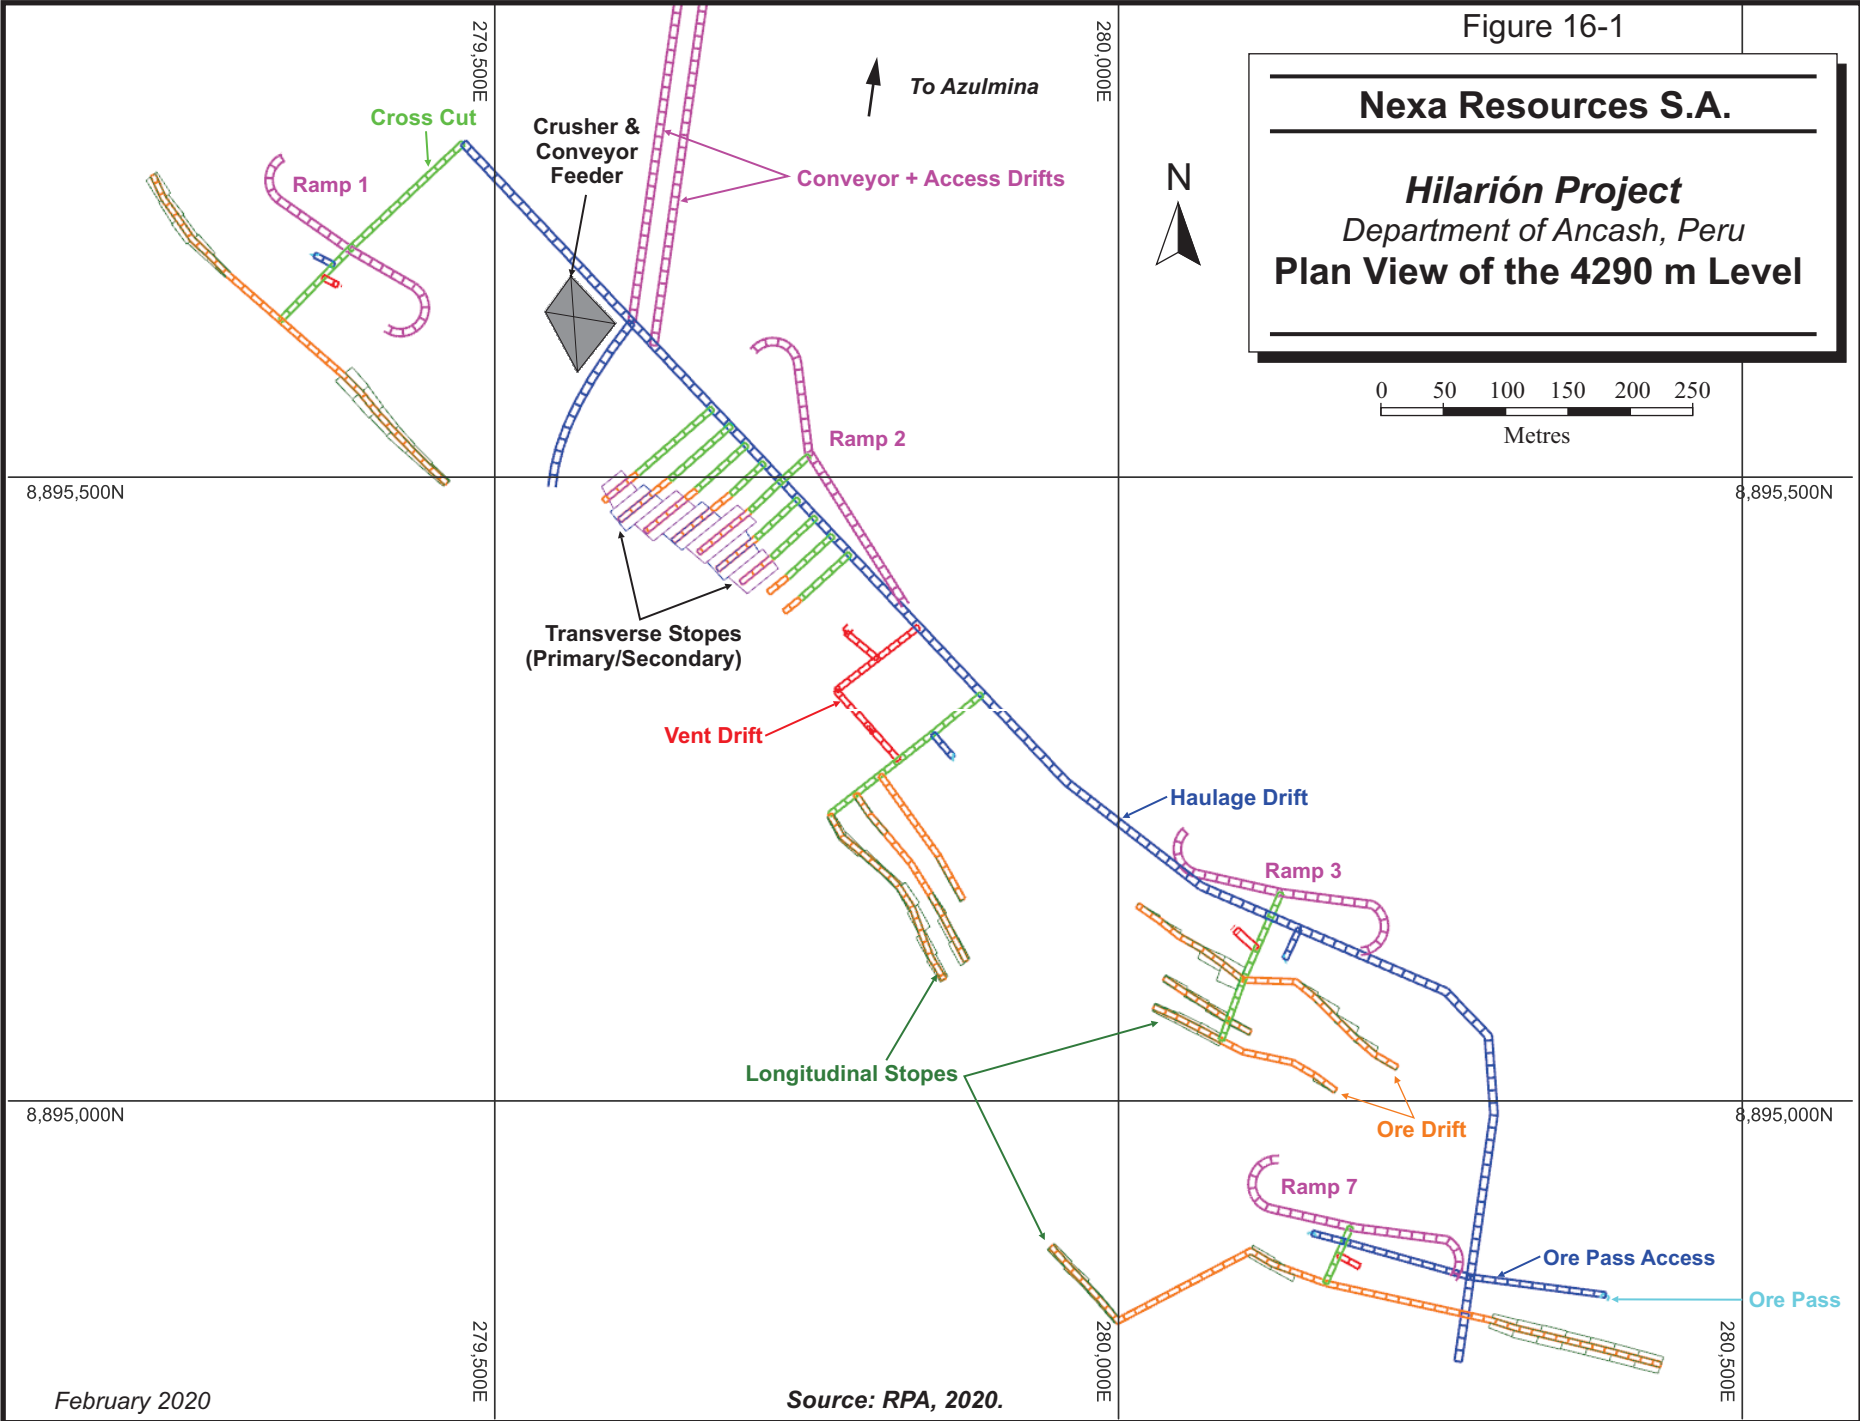 Figure 16-1
Nexa Resources S.A.
Hilarión Project
Department of Ancash, Peru
Plan View of the 4290 m Level
0 50 100 150 200 250
Metres
N
To Azulmina
279,500E
280,000E
Cross Cut
Ramp 1
Crusher &
Conveyor
Feeder
Conveyor + Access Drifts
Ramp 2
8,895,500N
8,895,500N
Transverse Stopes
(Primary/Secondary)
Vent Drift
Haulage Drift
Ramp 3
Longitudinal Stopes
8,895,000N
8,895,000N
Ore Drift
Ramp 7
Ore Pass Access
Ore Pass
279,500E
280,000E
280,500E
February 2020
Source: RPA, 2020.